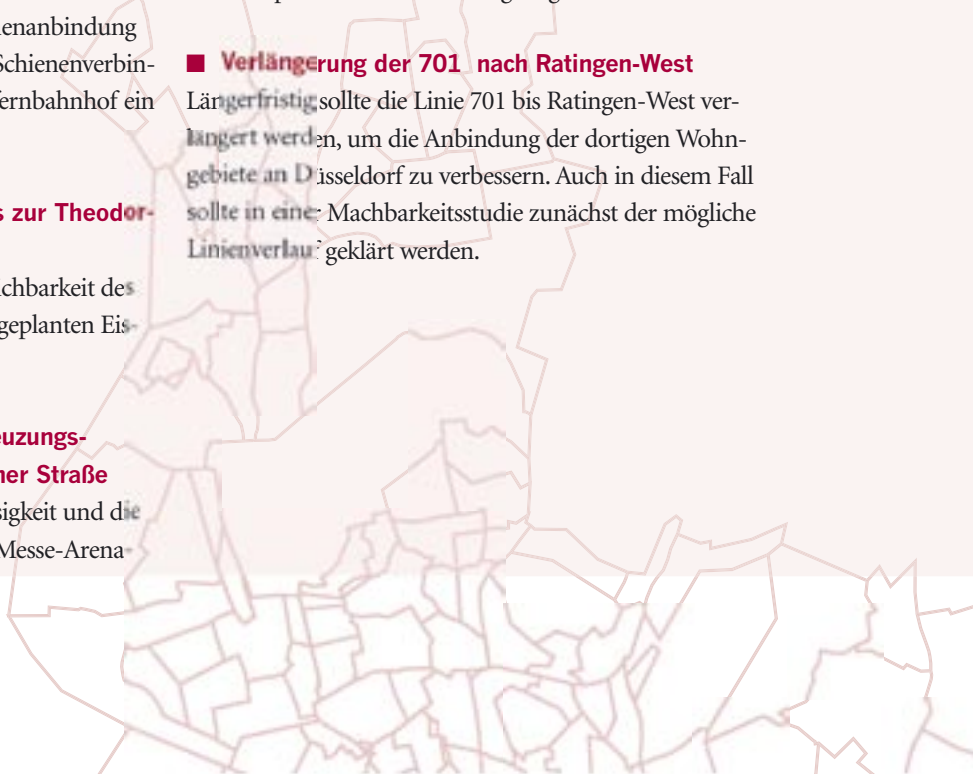 enanbindung
Schienenverbin-
ernbahnhof ein
s zur Theodor-
chbarkeit des
geplanten Eis-
euzungs-
ner Straße
sigkeit und die
Messe-Arena-
■ Verlängerung der 701 nach Ratingen-West
Längerfristig sollte die Linie 701 bis Ratingen-West ver-
längert werden, um die Anbindung der dortigen Wohn-
gebiete an Düsseldorf zu verbessern. Auch in diesem Fall
sollte in einer Machbarkeitsstudie zunächst der mögliche
Linienverlauf geklärt werden.